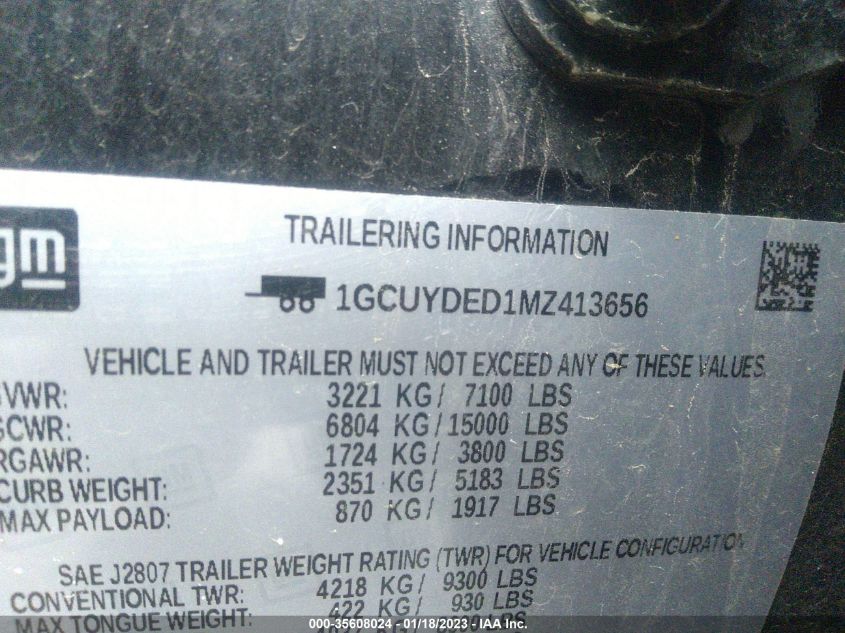 gm
TRAILERING INFORMATION
1GCUYDED1MZ413656
VEHICLE AND TRAILER MUST NOT EXCEED ANY OF THESE VALUES
GVWR: 3221 KG/ 7100 LBS
GCWR: 6804 KG/15000 LBS
RGAWR: 1724 KG/ 3800 LBS
CURB WEIGHT: 2351 KG/ 5183 LBS
MAX PAYLOAD: 870 KG/ 1917 LBS
SAE J2807 TRAILER WEIGHT RATING (TWR) FOR VEHICLE CONFIGURATION
CONVENTIONAL TWR: 4218 KG/ 9300 LBS
MAX TONGUE WEIGHT: 422 KG/ 930 LBS
000-35608024 - 01/18/2023 - IAA Inc.